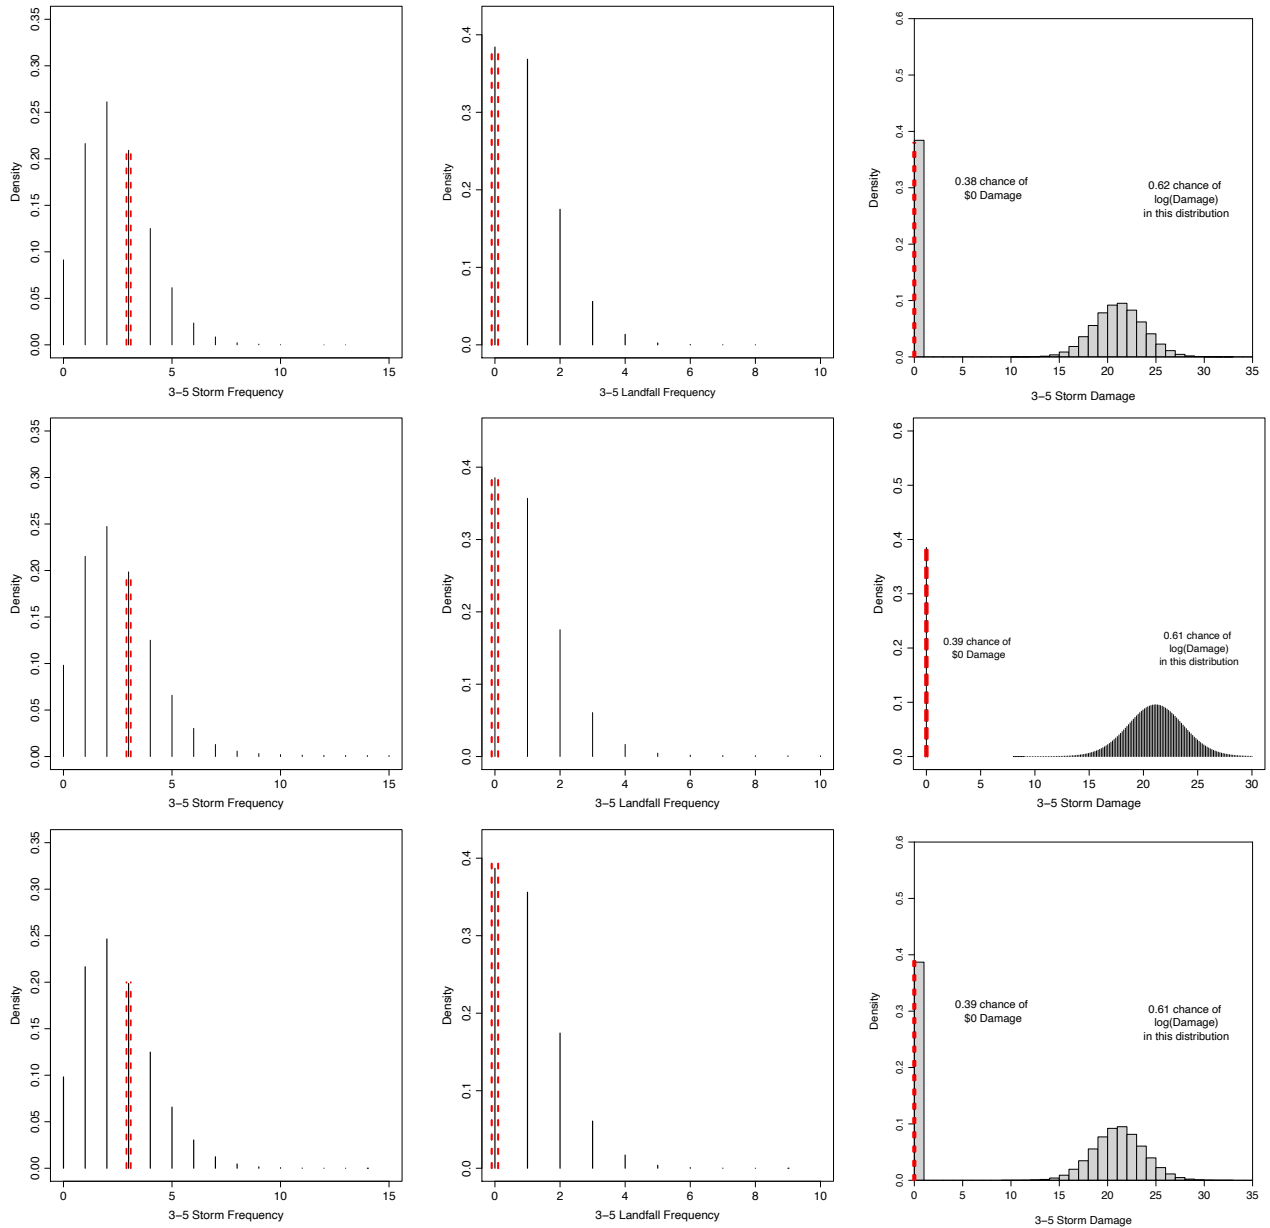 0.00 0.05 0.10 0.15 0.20 0.25 0.30 0.35
Density
0 5 10 15
3−5 Storm Frequency
0.0 0.1 0.2 0.3 0.4
Density
0 2 4 6 8 10
3−5 Landfall Frequency
0.0 0.1 0.2 0.3 0.4 0.5 0.6
Density
0.38 chance of
$0 Damage
0.62 chance of
log(Damage)
in this distribution
0 5 10 15 20 25 30 35
3−5 Storm Damage
0.00 0.05 0.10 0.15 0.20 0.25 0.30 0.35
Density
0 5 10 15
3−5 Storm Frequency
0.0 0.1 0.2 0.3 0.4
Density
0 2 4 6 8 10
3−5 Landfall Frequency
0.0 0.1 0.2 0.3 0.4 0.5 0.6
Density
0.39 chance of
$0 Damage
0.61 chance of
log(Damage)
in this distribution
0 5 10 15 20 25 30
3−5 Storm Damage
0.00 0.05 0.10 0.15 0.20 0.25 0.30 0.35
Density
0 5 10 15
3−5 Storm Frequency
0.0 0.1 0.2 0.3 0.4
Density
0 2 4 6 8 10
3−5 Landfall Frequency
0.0 0.1 0.2 0.3 0.4 0.5 0.6
Density
0.39 chance of
$0 Damage
0.61 chance of
log(Damage)
in this distribution
0 5 10 15 20 25 30 35
3−5 Storm Damage